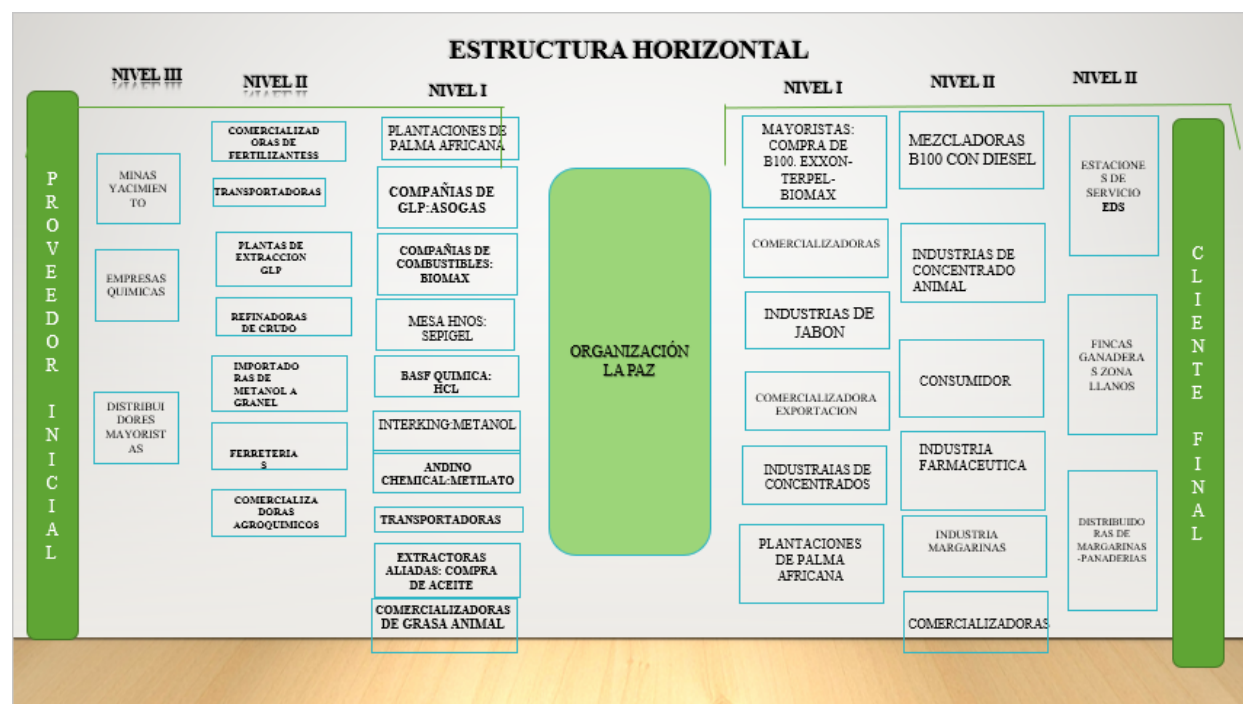 ESTRUCTURA HORIZONTAL
NIVEL III
NIVEL II
NIVEL I
NIVEL I
NIVEL II
NIVEL II
PROVEEDOR INICIAL
MINAS
YACIMIEN
TO
EMPRESAS
QUIMICAS
DISTRIBUI
DORES
MAYORIST
AS
COMERCIALIZAD
ORAS DE
FERTILIZANTESS
TRANSPORTADORAS
PLANTAS DE
EXTRACCION
GLP
REFINADORAS
DE CRUDO
IMPORTADO
RAS DE
METANOL A
GRANEL
FERRETERIA
S
COMERCIALIZA
DORAS
AGROQUIMICOS
PLANTACIONES DE
PALMA AFRICANA
COMPAÑIAS DE
GLP:ASOGAS
COMPAÑIAS DE
COMBUSTIBLES:
BIOMAX
MESA HNOS:
SEPIGEL
BASF QUIMICA:
HCL
INTERKING:METANOL
ANDINO
CHEMICAL:METILATO
TRANSPORTADORAS
EXTRACTORAS
ALIADAS: COMPRA
DE ACEITE
COMERCIALIZADORAS
DE GRASA ANIMAL
ORGANIZACIÓN
LA PAZ
MAYORISTAS:
COMPRA DE
B100. EXXON-
TERPEL-
BIOMAX
COMERCIALIZADORAS
INDUSTRIAS DE
JABON
COMERCIALIZADORA
EXPORTACION
INDUSTRAIAS DE
CONCENTRADOS
PLANTACIONES
DE PALMA
AFRICANA
MEZCLADORAS
B100 CON DIESEL
INDUSTRIAS DE
CONCENTRADO
ANIMAL
CONSUMIDOR
INDUSTRIA
FARMACEUTICA
INDUSTRIA
MARGARINAS
COMERCIALIZADORAS
ESTACIONE
S DE
SERVICIO
EDS
FINCAS
GANADERA
S ZONA
LLANOS
DISTRIBUIDO
RAS DE
MARGARINAS
-PANADERIAS
CLIENTE FINAL